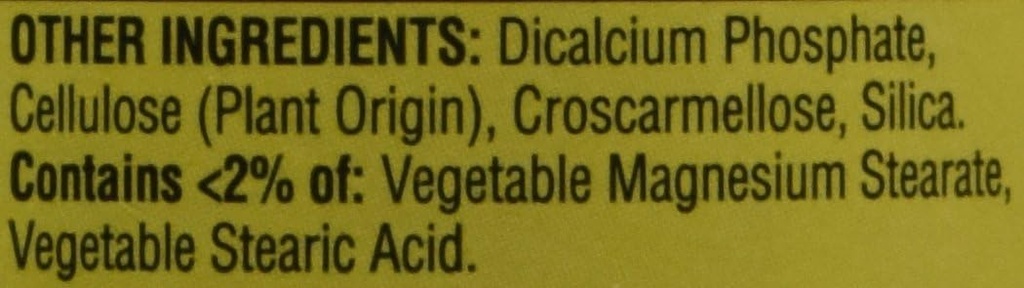 OTHER INGREDIENTS: Dicalcium Phosphate,
Cellulose (Plant Origin), Croscarmellose, Silica.
Contains <2% of: Vegetable Magnesium Stearate,
Vegetable Stearic Acid.